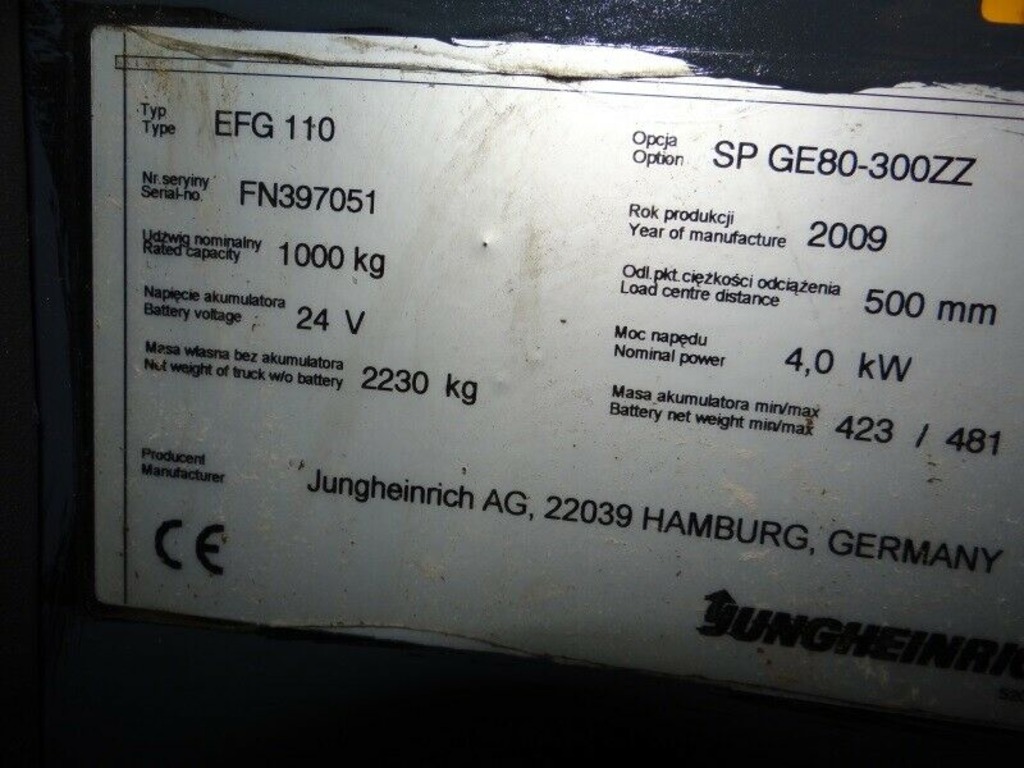 Typ
Type EFG 110
Opcja
Option SP GE80-300ZZ
Nr.seryiny
Serial-no. FN397051
Rok produkcji
Year of manufacture 2009
Udźwig nominalny
Rated capacity 1000 kg
Odl.pkt.ciężkości odciążenia
Load centre distance 500 mm
Napięcie akumulatora
Battery voltage 24 V
Moc napędu
Nominal power 4,0 kW
Masa własna bez akumulatora
Nut weight of truck w/o battery 2230 kg
Masa akumulatora min/max
Battery net weight min/max 423 / 481
Producent
Manufacturer Jungheinrich AG, 22039 HAMBURG, GERMANY
CE
JUNGHEINRI